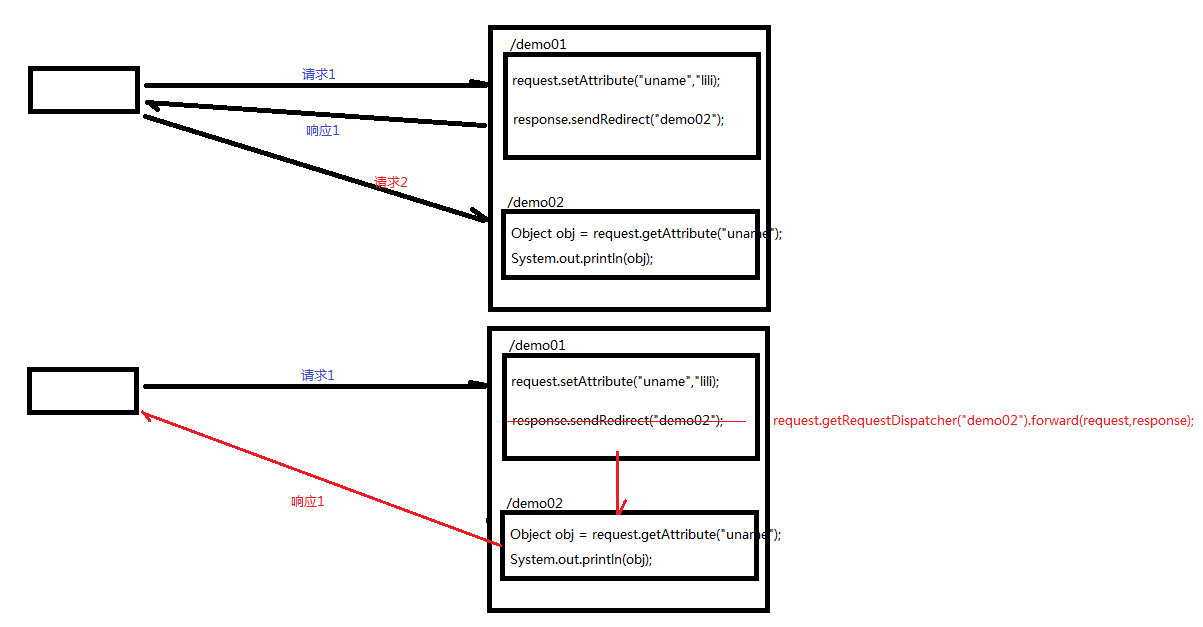 /demo01
请求1
request.setAttribute("uname","lili);
response.sendRedirect("demo02");
响应1
请求2
/demo02
Object obj = request.getAttribute("uname");
System.out.println(obj);
/demo01
请求1
request.setAttribute("uname","lili);
response.sendRedirect("demo02");
request.getRequestDispatcher("demo02").forward(request,response);
响应1
/demo02
Object obj = request.getAttribute("uname");
System.out.println(obj);